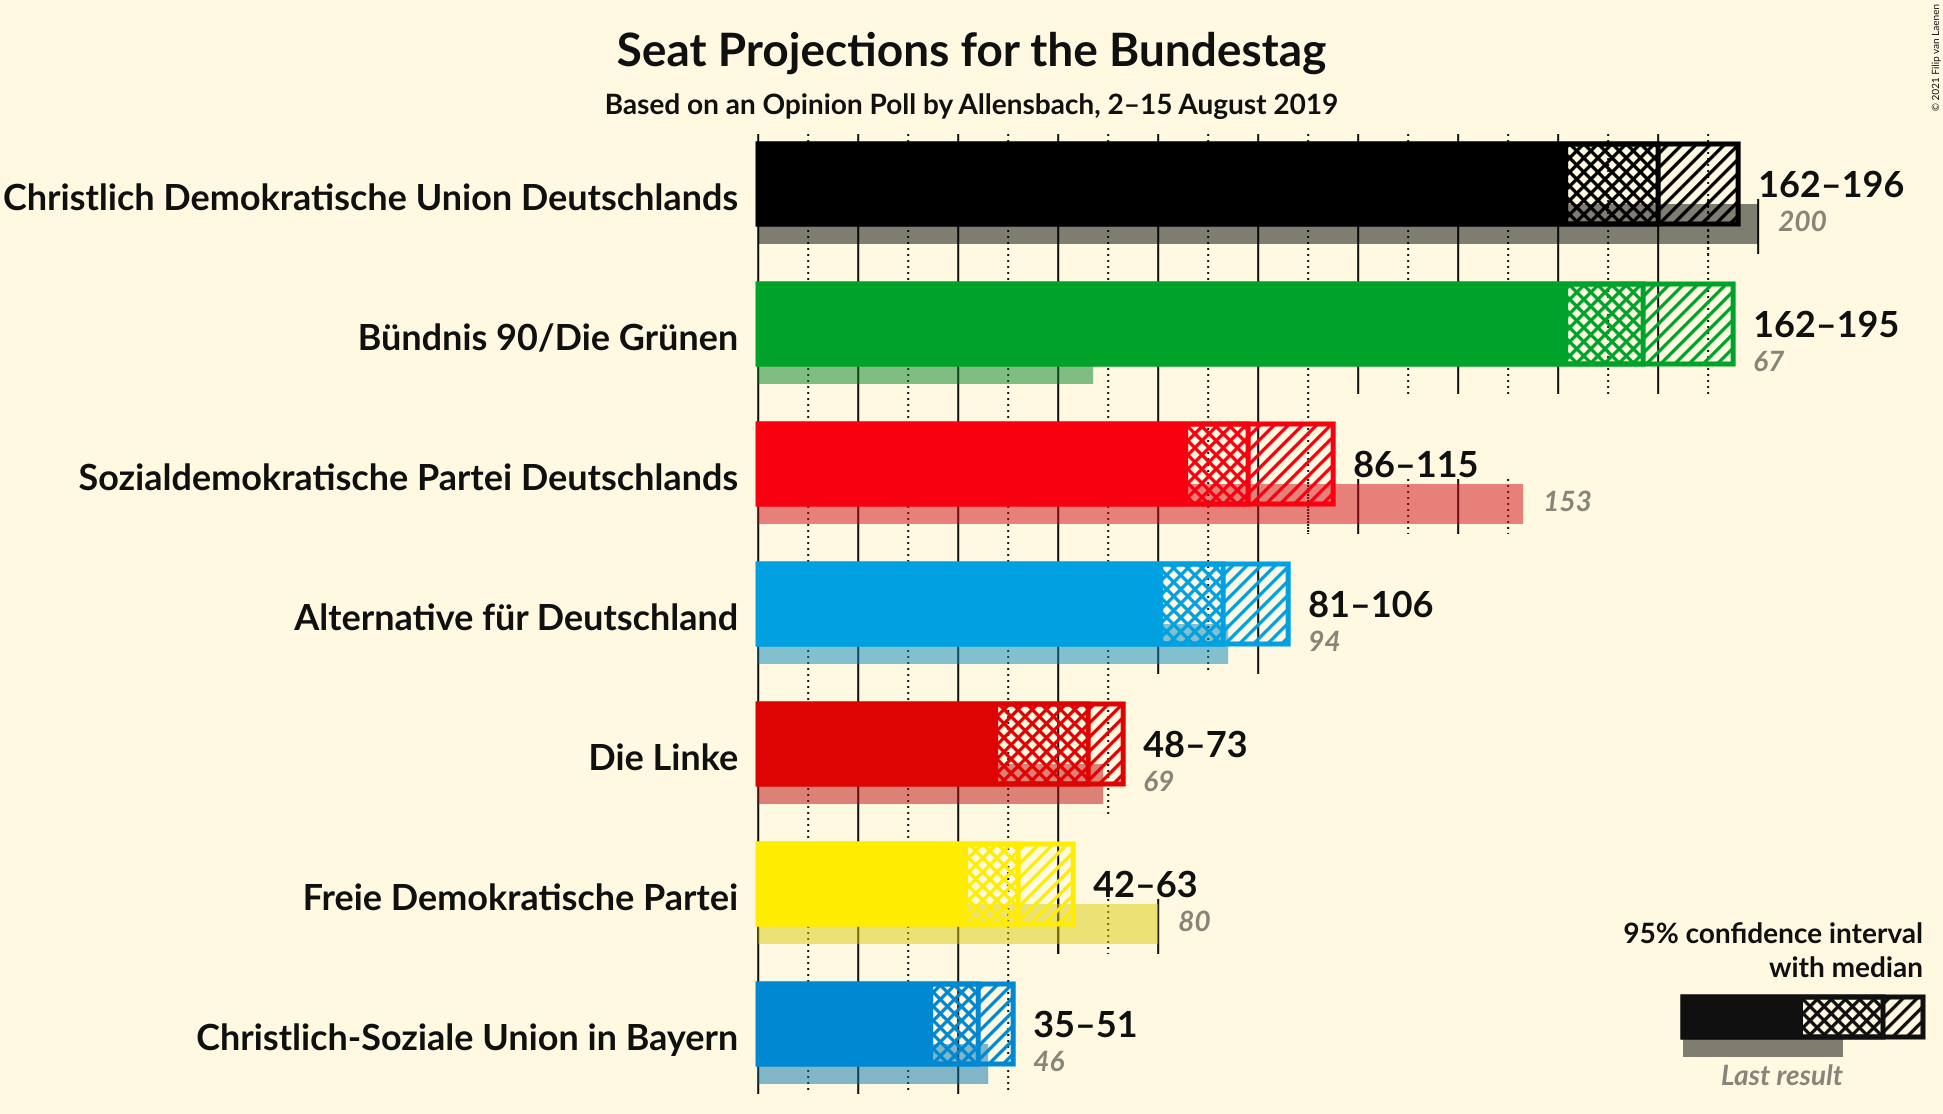 Seat Projections for the Bundestag
Based on an Opinion Poll by Allensbach, 2–15 August 2019
© 2021 Filip van Laenen
Christlich Demokratische Union Deutschlands
162–196
200
Bündnis 90/Die Grünen
162–195
67
Sozialdemokratische Partei Deutschlands
86–115
153
Alternative für Deutschland
81–106
94
Die Linke
48–73
69
Freie Demokratische Partei
42–63
80
Christlich-Soziale Union in Bayern
35–51
46
95% confidence interval
with median
Last result